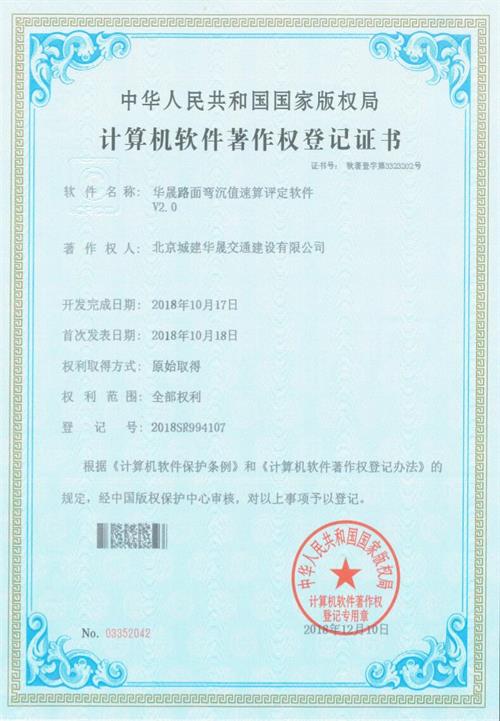 中华人民共和国国家版权局
计算机软件著作权登记证书
证书号： 软著登字第3323202号
软件名称： 华晟路面弯沉值速算评定软件
V2.0
著作权人： 北京城建华晟交通建设有限公司
开发完成日期： 2018年10月17日
首次发表日期： 2018年10月18日
权利取得方式： 原始取得
权利范围： 全部权利
登记号： 2018SR994107
根据《计算机软件保护条例》和《计算机软件著作权登记办法》的
规定，经中国版权保护中心审核，对以上事项予以登记。
中华人民共和国国家版权局
计算机软件著作权
登记专用章
No. 03352042
2018年12月10日